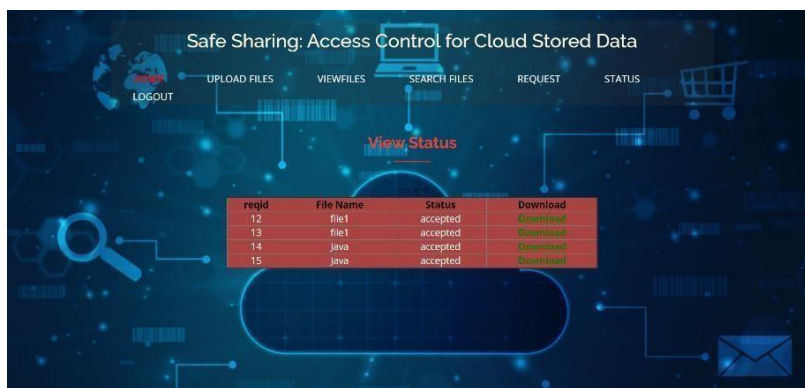 Safe Sharing: Access Control for Cloud Stored Data
UPLOAD FILES VIEWFILES SEARCH FILES REQUEST STATUS
LOGOUT
View Status
reqid File Name Status Download
12 file1 accepted Download
13 file1 accepted Download
14 Java accepted Download
15 Java accepted Download